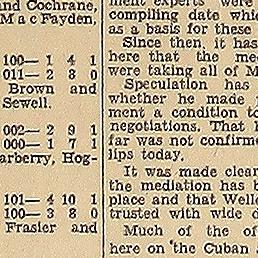 and Cochrane,
MacFayden,
100— 1 4 1
011— 2 8 0
Brown and
Sewell.
002— 2 9 1
000— 1 7 1
arberry, Hog-
101— 4 10 1
100— 3 8 0
Frasier and
ment experts were
compiling date which
as a basis for these
Since then, it has
here that the med
were taking all of M
Speculation has
whether he made
ment a condition to
negotiations. That
far was not confirme
lips today.
It was made clear
the mediation has b
place and that Welle
trusted with wide d
Much of the of
here on the Cuban